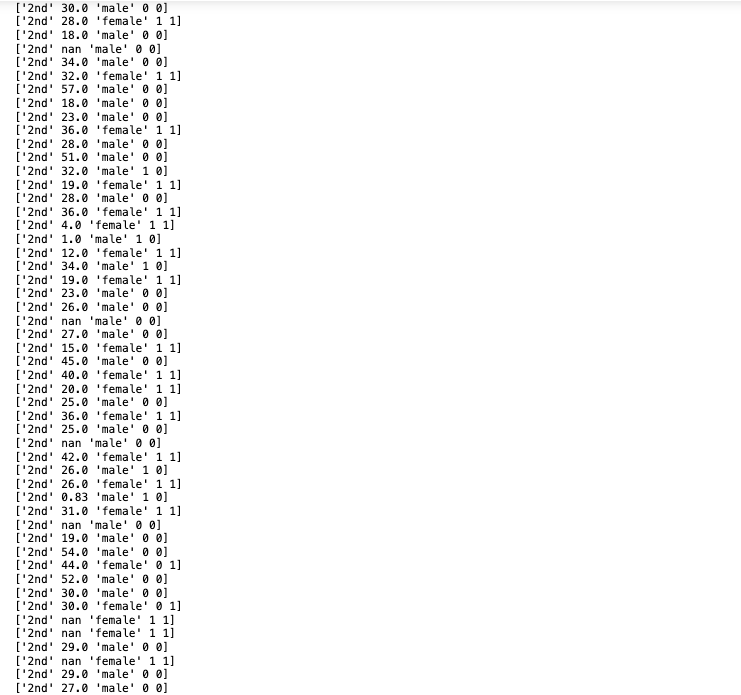 ['2nd' 30.0 'male' 0 0]
['2nd' 28.0 'female' 1 1]
['2nd' 18.0 'male' 0 0]
['2nd' nan 'male' 0 0]
['2nd' 34.0 'male' 0 0]
['2nd' 32.0 'female' 1 1]
['2nd' 57.0 'male' 0 0]
['2nd' 18.0 'male' 0 0]
['2nd' 23.0 'male' 0 0]
['2nd' 36.0 'female' 1 1]
['2nd' 28.0 'male' 0 0]
['2nd' 51.0 'male' 0 0]
['2nd' 32.0 'male' 1 0]
['2nd' 19.0 'female' 1 1]
['2nd' 28.0 'male' 0 0]
['2nd' 36.0 'female' 1 1]
['2nd' 4.0 'female' 1 1]
['2nd' 1.0 'male' 1 0]
['2nd' 12.0 'female' 1 1]
['2nd' 34.0 'male' 1 0]
['2nd' 19.0 'female' 1 1]
['2nd' 23.0 'male' 0 0]
['2nd' 26.0 'male' 0 0]
['2nd' nan 'male' 0 0]
['2nd' 27.0 'male' 0 0]
['2nd' 15.0 'female' 1 1]
['2nd' 45.0 'male' 0 0]
['2nd' 40.0 'female' 1 1]
['2nd' 20.0 'female' 1 1]
['2nd' 25.0 'male' 0 0]
['2nd' 36.0 'female' 1 1]
['2nd' 25.0 'male' 0 0]
['2nd' nan 'male' 0 0]
['2nd' 42.0 'female' 1 1]
['2nd' 26.0 'male' 1 0]
['2nd' 26.0 'female' 1 1]
['2nd' 0.83 'male' 1 0]
['2nd' 31.0 'female' 1 1]
['2nd' nan 'male' 0 0]
['2nd' 19.0 'male' 0 0]
['2nd' 54.0 'male' 0 0]
['2nd' 44.0 'female' 0 1]
['2nd' 52.0 'male' 0 0]
['2nd' 30.0 'male' 0 0]
['2nd' 30.0 'female' 0 1]
['2nd' nan 'female' 1 1]
['2nd' nan 'female' 1 1]
['2nd' 29.0 'male' 0 0]
['2nd' nan 'female' 1 1]
['2nd' 29.0 'male' 0 0]
['2nd' 27.0 'male' 0 0]